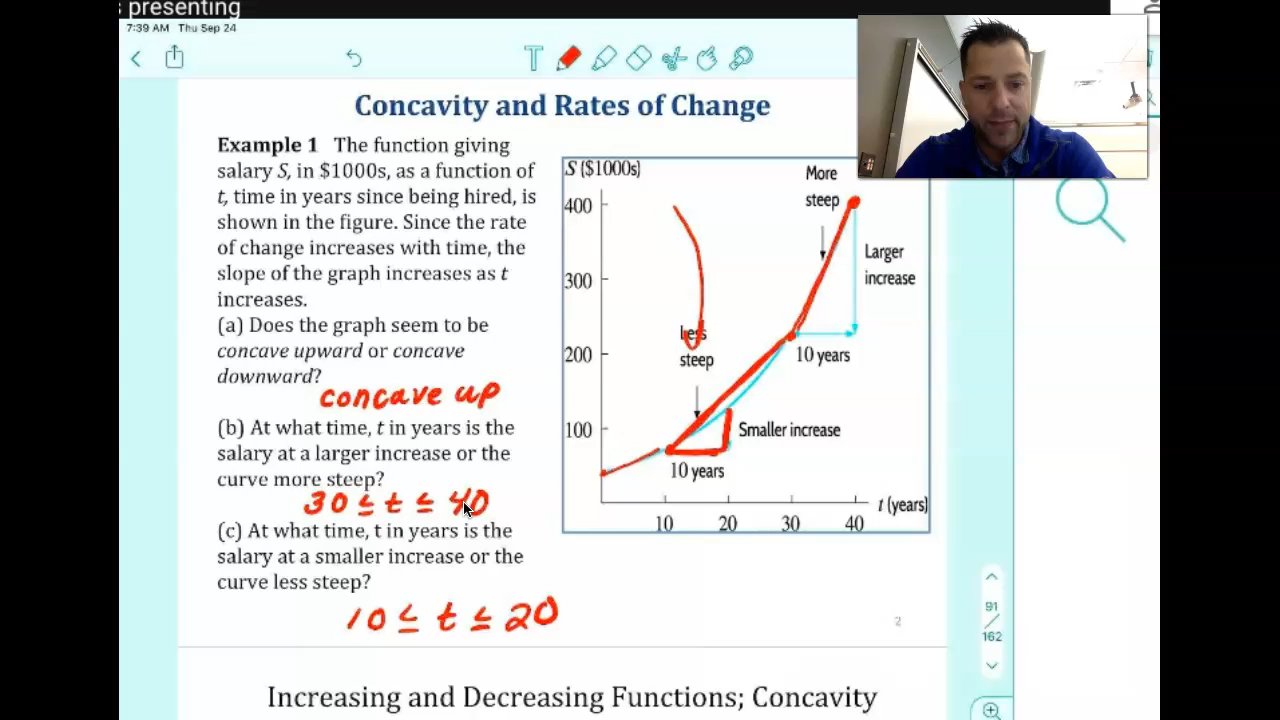 presenting
7:39 AM Thu Sep 24
Concavity and Rates of Change
Example 1 The function giving
salary S, in $1000s, as a function of
t, time in years since being hired, is
shown in the figure. Since the rate
of change increases with time, the
slope of the graph increases as t
increases.
(a) Does the graph seem to be
concave upward or concave
downward?
concave up
(b) At what time, t in years is the
salary at a larger increase or the
curve more steep?
30 ≤ t ≤ 40
(c) At what time, t in years is the
salary at a smaller increase or the
curve less steep?
10 ≤ t ≤ 20
S ($1000s)
400
300
200
100
More
steep
Larger
increase
Less
steep
10 years
Smaller increase
10 years
t (years)
10 20 30 40
2
91
/
162
Increasing and Decreasing Functions; Concavity